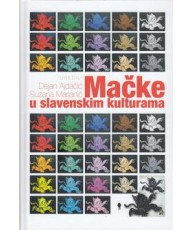 Dejan Ajdačić
Suzana Marjanić
Mačke
u slavenskim kulturama